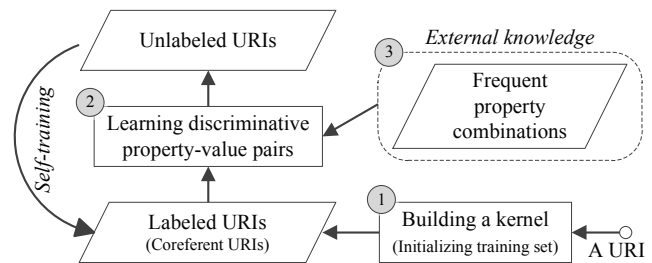 Unlabeled URIs
External knowledge
3
Frequent
property
combinations
2
Learning discriminative
property-value pairs
Self-training
1
Labeled URIs
(Coreferent URIs)
Building a kernel
(Initializing training set)
A URI